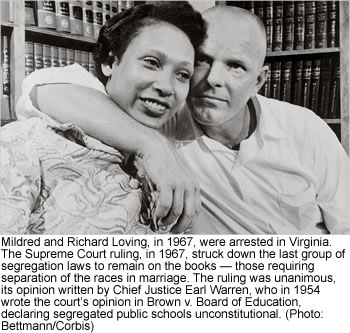 Mildred and Richard Loving, in 1967, were arrested in Virginia.
The Supreme Court ruling, in 1967, struck down the last group of
segregation laws to remain on the books — those requiring
separation of the races in marriage. The ruling was unanimous,
its opinion written by Chief Justice Earl Warren, who in 1954
wrote the court's opinion in Brown v. Board of Education,
declaring segregated public schools unconstitutional. (Photo:
Bettmann/Corbis)